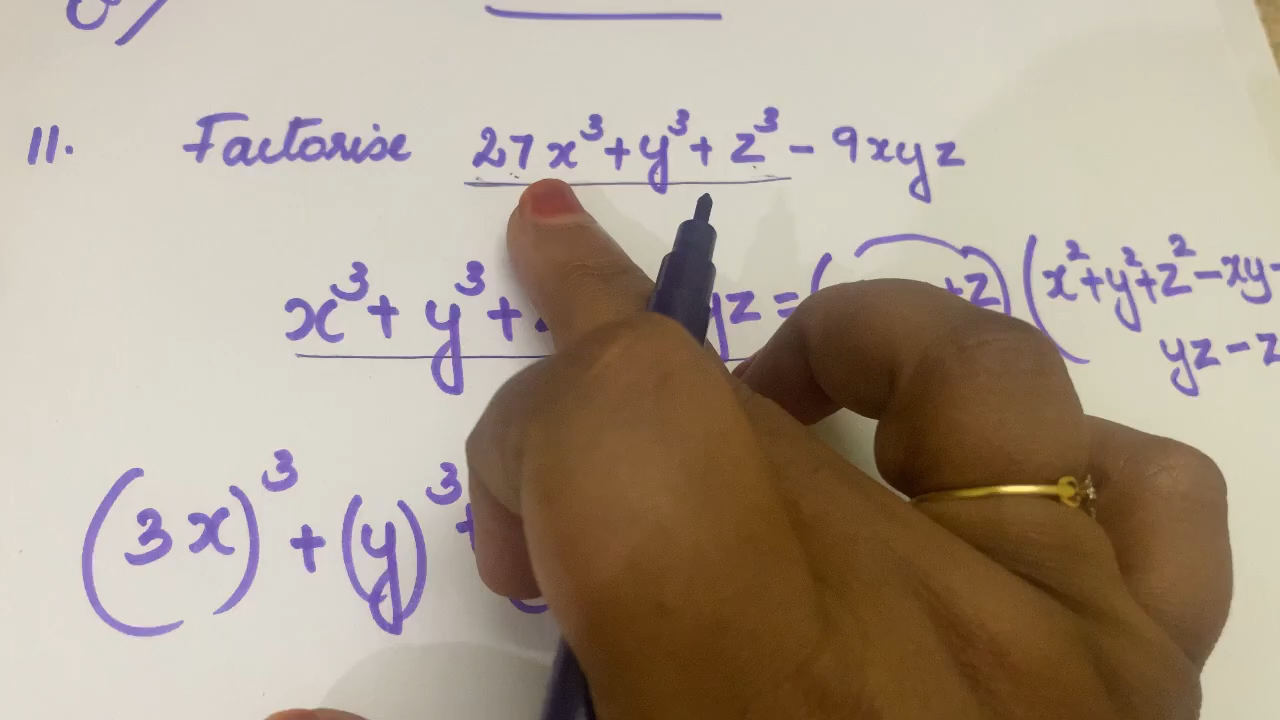 11. Factorise 27x³ + y³ + z³ - 9xyz
x³ + y³ + yz = ( +z) (x² + y² + z² - xy -
yz - z
(3x)³ + (y)³ +